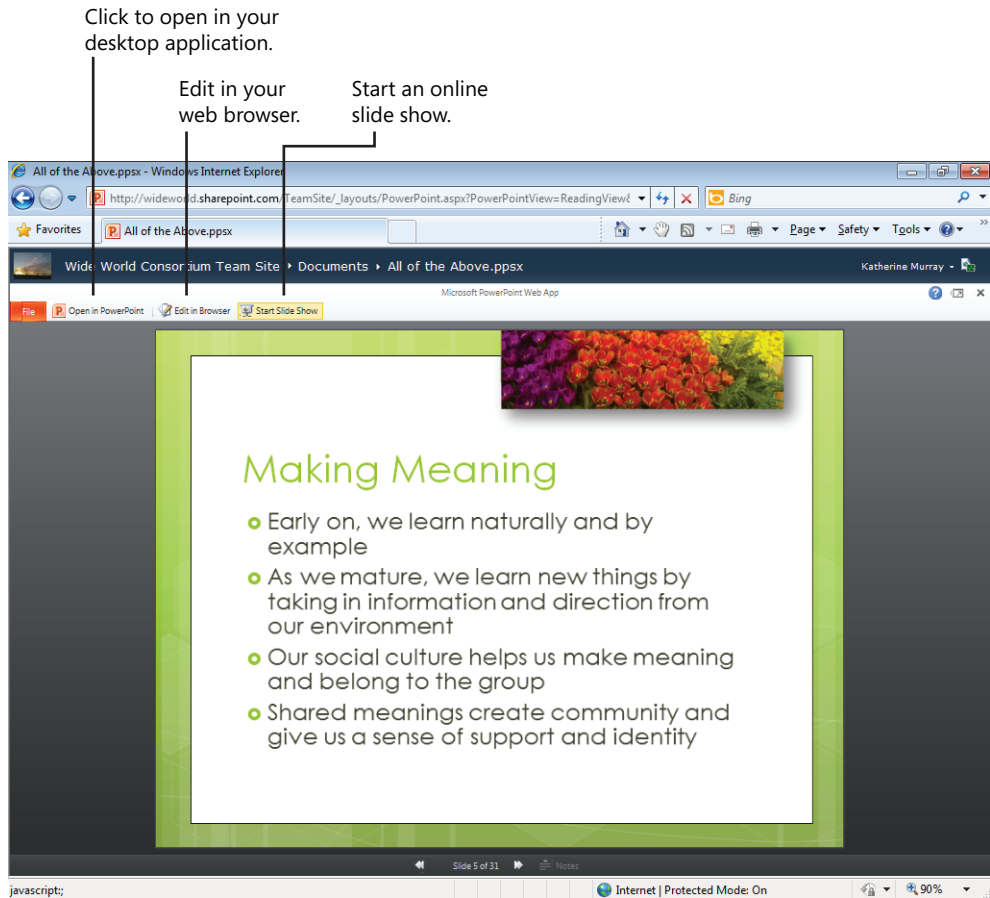 Click to open in your
desktop application.
Edit in your
web browser.
Start an online
slide show.
All of the Above.ppsx - Windows Internet Explorer
http://wideworld.sharepoint.com/TeamSite/_layouts/PowerPoint.aspx?PowerPointView=ReadingView& Bing
Favorites All of the Above.ppsx Page Safety Tools
Wide World Consortium Team Site Documents All of the Above.ppsx Katherine Murray
Microsoft PowerPoint Web App
File Open in PowerPoint Edit in Browser Start Slide Show
Making Meaning
Early on, we learn naturally and by
example
As we mature, we learn new things by
taking in information and direction from
our environment
Our social culture helps us make meaning
and belong to the group
Shared meanings create community and
give us a sense of support and identity
Slide 5 of 31 Notes
javascript:; Internet | Protected Mode: On 90%